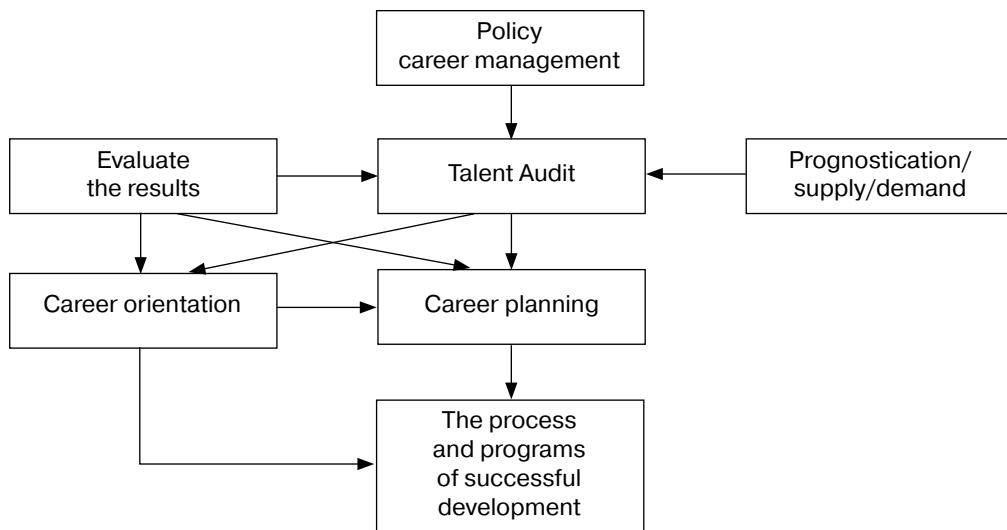 Policy
career management
Evaluate
the results
Talent Audit
Prognostication/
supply/demand
Career orientation
Career planning
The process
and programs
of successful
development